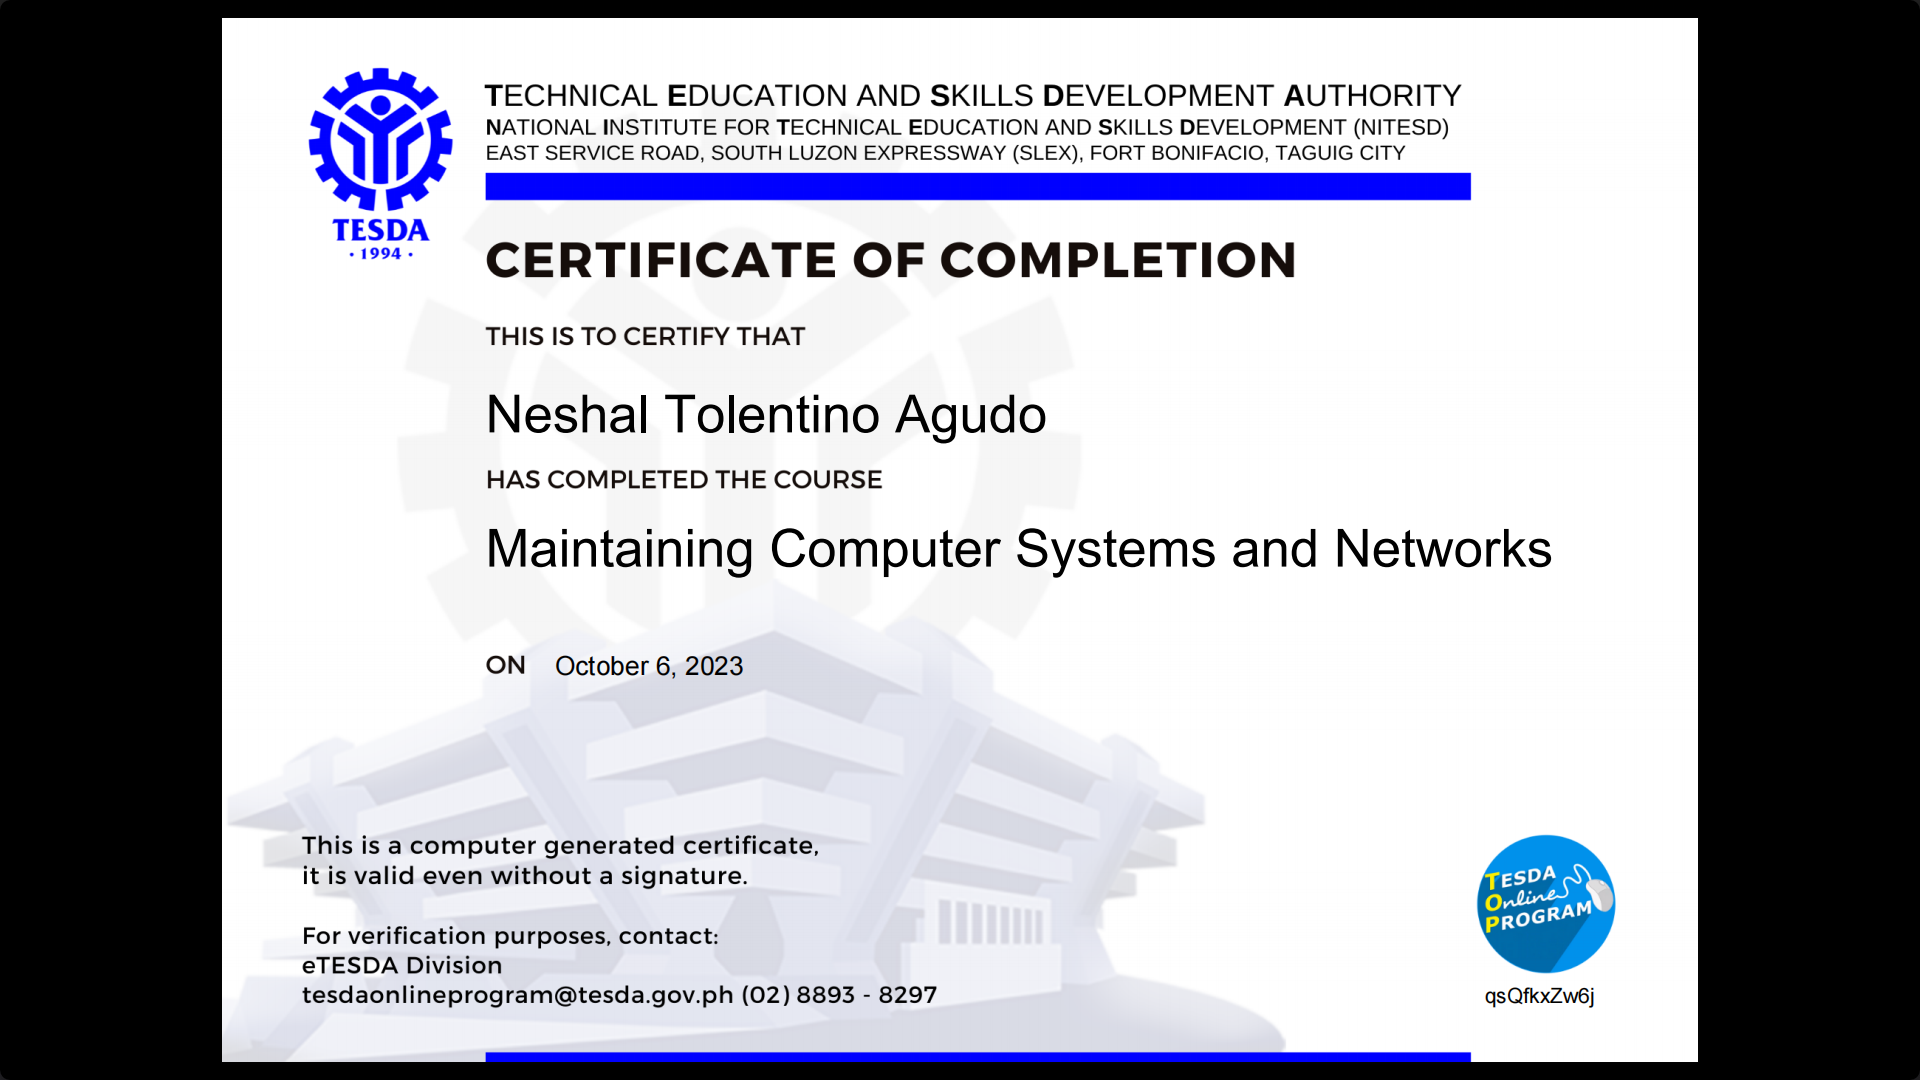 TECHNICAL EDUCATION AND SKILLS DEVELOPMENT AUTHORITY
NATIONAL INSTITUTE FOR TECHNICAL EDUCATION AND SKILLS DEVELOPMENT (NITESD)
EAST SERVICE ROAD, SOUTH LUZON EXPRESSWAY (SLEX), FORT BONIFACIO, TAGUIG CITY
TESDA
· 1994 ·
CERTIFICATE OF COMPLETION
THIS IS TO CERTIFY THAT
Neshal Tolentino Agudo
HAS COMPLETED THE COURSE
Maintaining Computer Systems and Networks
ON October 6, 2023
This is a computer generated certificate,
it is valid even without a signature.
For verification purposes, contact:
eTESDA Division
tesdaonlineprogram@tesda.gov.ph (02) 8893 - 8297
TESDA
Online
PROGRAM
qsQfkxZw6j